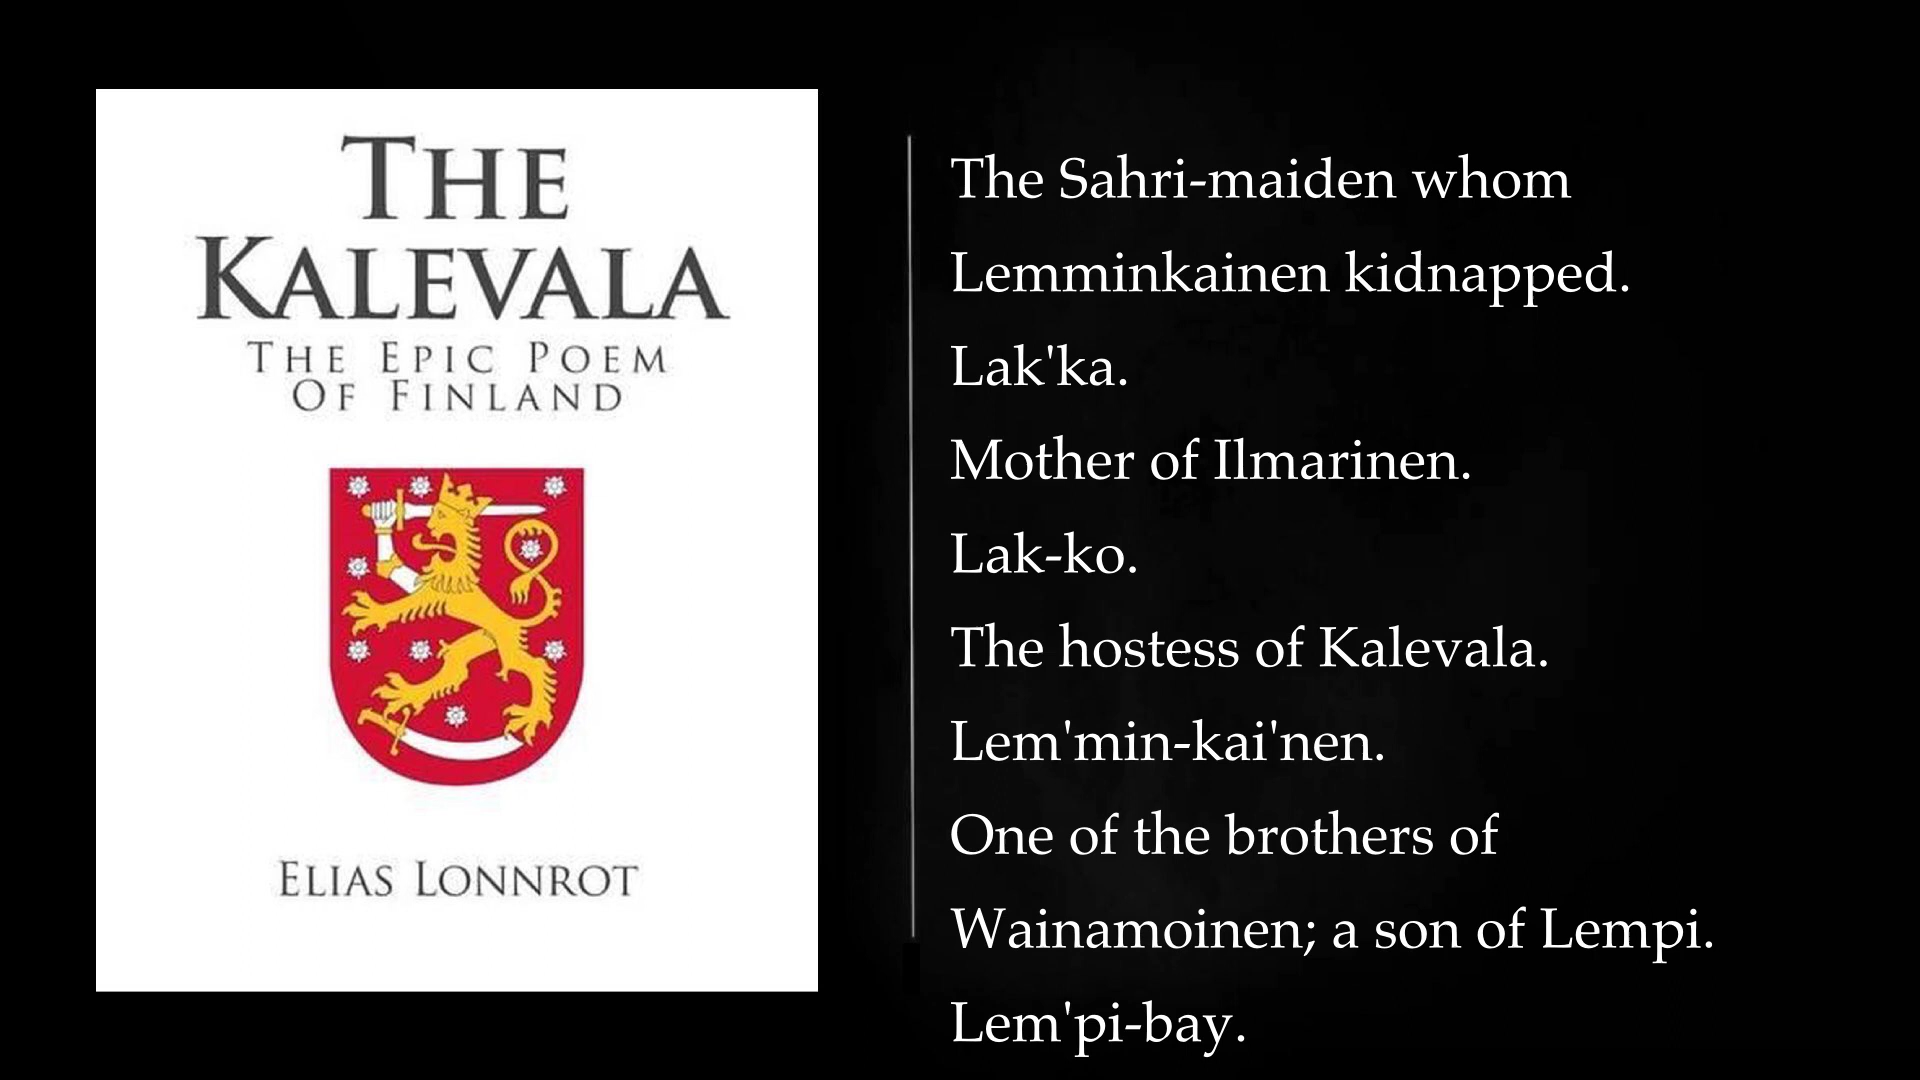 THE
KALEVALA
THE EPIC POEM
OF FINLAND
ELIAS LONNROT
The Sahri-maiden whom
Lemminkainen kidnapped.
Lak'ka.
Mother of Ilmarinen.
Lak-ko.
The hostess of Kalevala.
Lem'min-kai'nen.
One of the brothers of
Wainamoinen; a son of Lempi.
Lem'pi-bay.